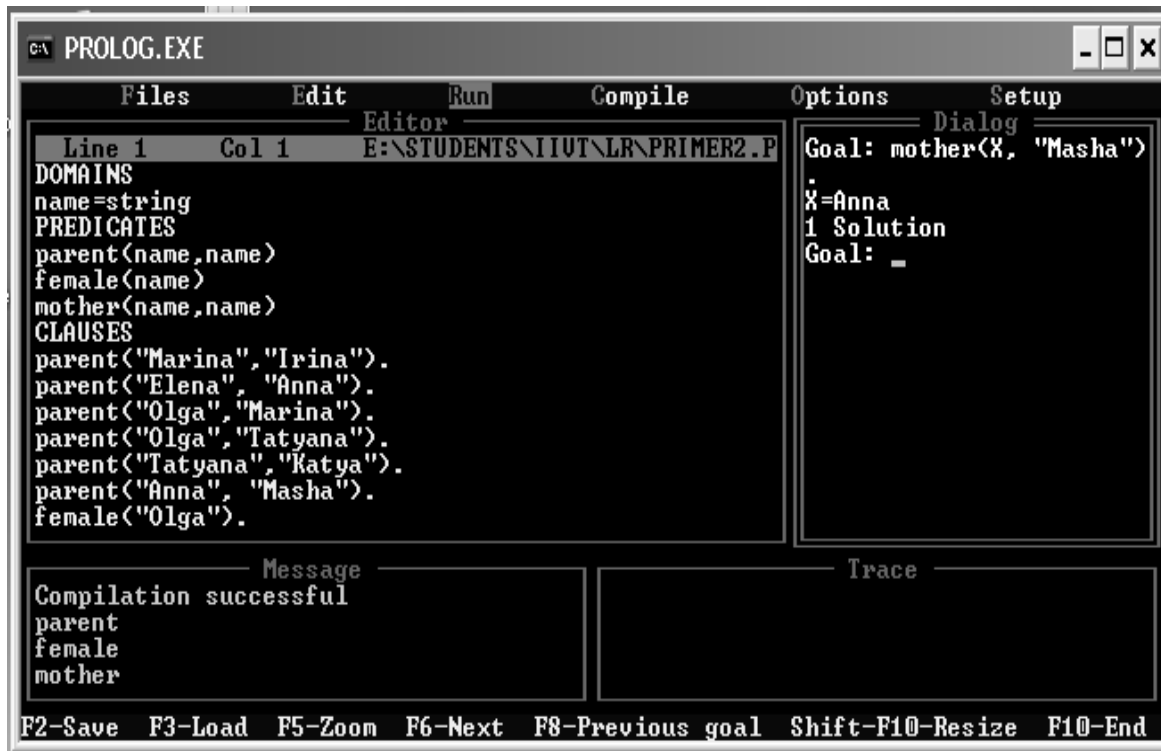 C:\ PROLOG.EXE
Files Edit Run Compile Options Setup
Editor
Line 1 Col 1 E:\STUDENTS\IIVT\LR\PRIMER2.P
DOMAINS
name=string
PREDICATES
parent(name,name)
female(name)
mother(name,name)
CLAUSES
parent("Marina","Irina").
parent("Elena", "Anna").
parent("Olga","Marina").
parent("Olga","Tatyana").
parent("Tatyana","Katya").
parent("Anna", "Masha").
female("Olga").
Dialog
Goal: mother(X, "Masha")
.
X=Anna
1 Solution
Goal: _
Message
Compilation successful
parent
female
mother
Trace
F2-Save F3-Load F5-Zoom F6-Next F8-Previous goal Shift-F10-Resize F10-End